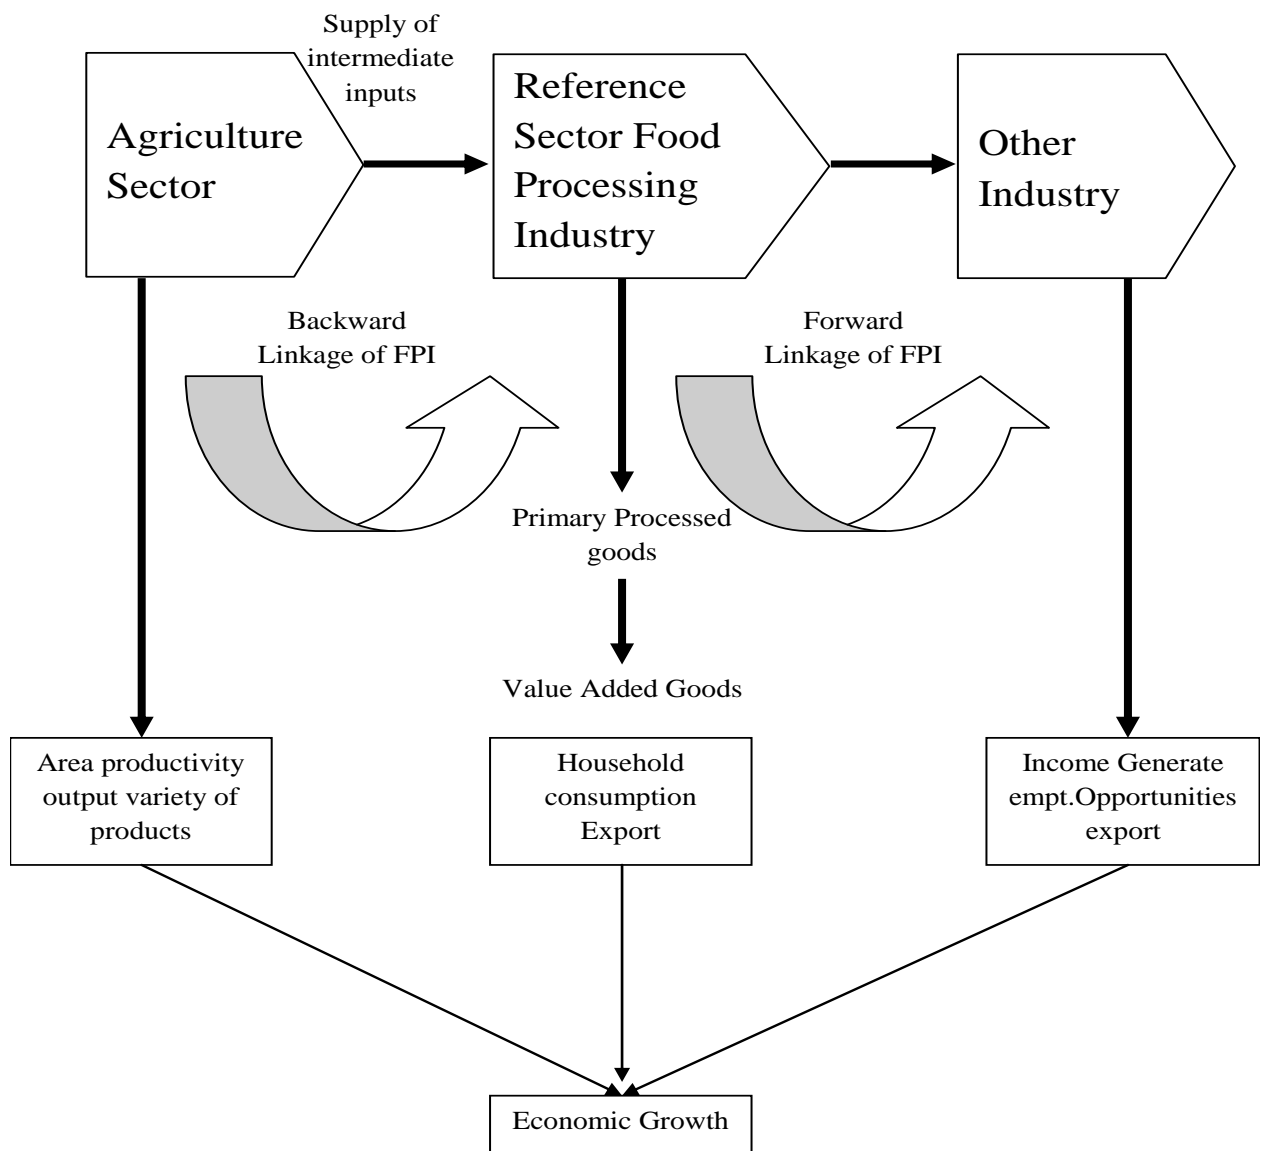 Supply of
intermediate
inputs
Agriculture
Sector
Reference
Sector Food
Processing
Industry
Other
Industry
Backward
Linkage of FPI
Forward
Linkage of FPI
Primary Processed
goods
Value Added Goods
Area productivity
output variety of
products
Household
consumption
Export
Income Generate
empt.Opportunities
export
Economic Growth